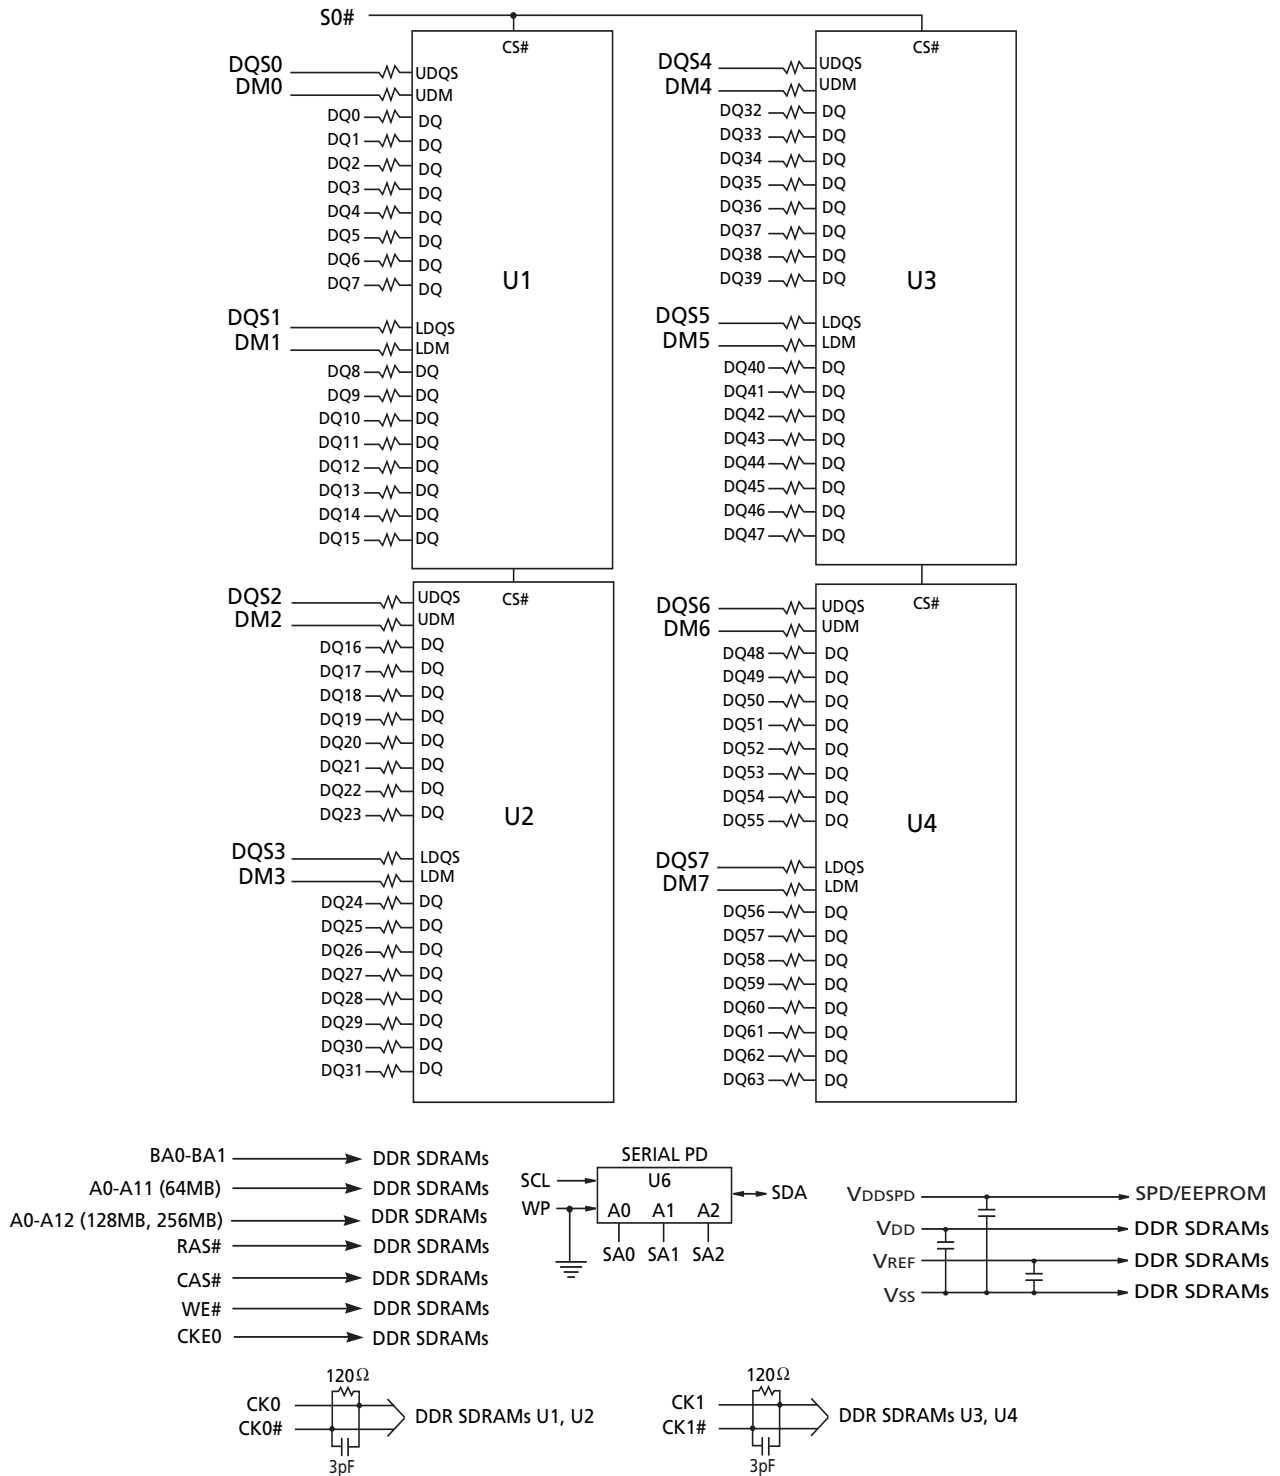 S0#
CS#
DQS0 UDQS
DM0 UDM
DQ0 DQ
DQ1 DQ
DQ2 DQ
DQ3 DQ
DQ4 DQ
DQ5 DQ
DQ6 DQ
DQ7 DQ
U1
DQS1 LDQS
DM1 LDM
DQ8 DQ
DQ9 DQ
DQ10 DQ
DQ11 DQ
DQ12 DQ
DQ13 DQ
DQ14 DQ
DQ15 DQ
CS#
DQS4 UDQS
DM4 UDM
DQ32 DQ
DQ33 DQ
DQ34 DQ
DQ35 DQ
DQ36 DQ
DQ37 DQ
DQ38 DQ
DQ39 DQ
U3
DQS5 LDQS
DM5 LDM
DQ40 DQ
DQ41 DQ
DQ42 DQ
DQ43 DQ
DQ44 DQ
DQ45 DQ
DQ46 DQ
DQ47 DQ
CS#
DQS2 UDQS
DM2 UDM
DQ16 DQ
DQ17 DQ
DQ18 DQ
DQ19 DQ
DQ20 DQ
DQ21 DQ
DQ22 DQ
DQ23 DQ
U2
DQS3 LDQS
DM3 LDM
DQ24 DQ
DQ25 DQ
DQ26 DQ
DQ27 DQ
DQ28 DQ
DQ29 DQ
DQ30 DQ
DQ31 DQ
CS#
DQS6 UDQS
DM6 UDM
DQ48 DQ
DQ49 DQ
DQ50 DQ
DQ51 DQ
DQ52 DQ
DQ53 DQ
DQ54 DQ
DQ55 DQ
U4
DQS7 LDQS
DM7 LDM
DQ56 DQ
DQ57 DQ
DQ58 DQ
DQ59 DQ
DQ60 DQ
DQ61 DQ
DQ62 DQ
DQ63 DQ
BA0-BA1 DDR SDRAMs
A0-A11 (64MB) DDR SDRAMs
A0-A12 (128MB, 256MB) DDR SDRAMs
RAS# DDR SDRAMs
CAS# DDR SDRAMs
WE# DDR SDRAMs
CKE0 DDR SDRAMs
SERIAL PD
SCL U6 SDA
WP A0 A1 A2
SA0 SA1 SA2
VDDSPD SPD/EEPROM
VDD DDR SDRAMs
VREF DDR SDRAMs
VSS DDR SDRAMs
120Ω
CK0
CK0#
DDR SDRAMs U1, U2
3pF
120Ω
CK1
CK1#
DDR SDRAMs U3, U4
3pF